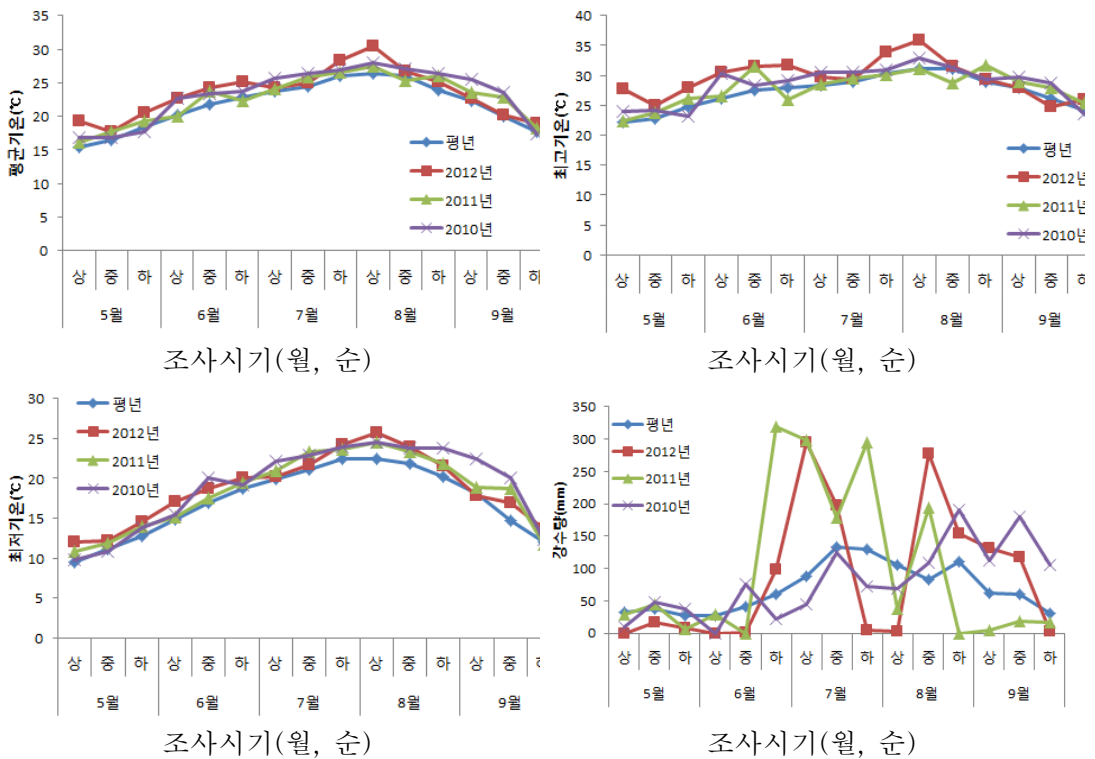 35
30
25
20
15
10
5
0
평균기온(℃)
평년
2012년
2011년
2010년
상 중 하 상 중 하 상 중 하 상 중 하 상 중 하
5월 6월 7월 8월 9월
조사시기(월, 순)
40
35
30
25
20
15
10
5
0
최고기온(℃)
평년
2012년
2011년
2010년
상 중 하 상 중 하 상 중 하 상 중 하 상 중
5월 6월 7월 8월 9월
조사시기(월, 순)
30
25
20
15
10
5
0
최저기온(℃)
평년
2012년
2011년
2010년
상 중 하 상 중 하 상 중 하 상 중 하 상 중
5월 6월 7월 8월 9월
조사시기(월, 순)
350
300
250
200
150
100
50
0
강수량(mm)
평년
2012년
2011년
2010년
상 중 하 상 중 하 상 중 하 상 중 하 상 중 하
5월 6월 7월 8월 9월
조사시기(월, 순)